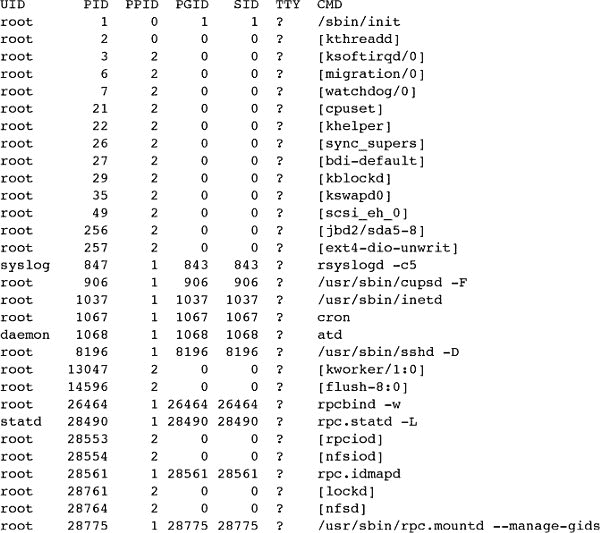 UID PID PPID PGID SID TTY CMD
root 1 0 1 1 ? /sbin/init
root 2 0 0 0 ? [kthreadd]
root 3 2 0 0 ? [ksoftirqd/0]
root 6 2 0 0 ? [migration/0]
root 7 2 0 0 ? [watchdog/0]
root 21 2 0 0 ? [cpuset]
root 22 2 0 0 ? [khelper]
root 26 2 0 0 ? [sync_supers]
root 27 2 0 0 ? [bdi-default]
root 29 2 0 0 ? [kblockd]
root 35 2 0 0 ? [kswapd0]
root 49 2 0 0 ? [scsi_eh_0]
root 256 2 0 0 ? [jbd2/sda5-8]
root 257 2 0 0 ? [ext4-dio-unwrit]
syslog 847 1 843 843 ? rsyslogd -c5
root 906 1 906 906 ? /usr/sbin/cupsd -F
root 1037 1 1037 1037 ? /usr/sbin/inetd
root 1067 1 1067 1067 ? cron
daemon 1068 1 1068 1068 ? atd
root 8196 1 8196 8196 ? /usr/sbin/sshd -D
root 13047 2 0 0 ? [kworker/1:0]
root 14596 2 0 0 ? [flush-8:0]
root 26464 1 26464 26464 ? rpcbind -w
statd 28490 1 28490 28490 ? rpc.statd -L
root 28553 2 0 0 ? [rpciod]
root 28554 2 0 0 ? [nfsiod]
root 28561 1 28561 28561 ? rpc.idmapd
root 28761 2 0 0 ? [lockd]
root 28764 2 0 0 ? [nfsd]
root 28775 1 28775 28775 ? /usr/sbin/rpc.mountd --manage-gids